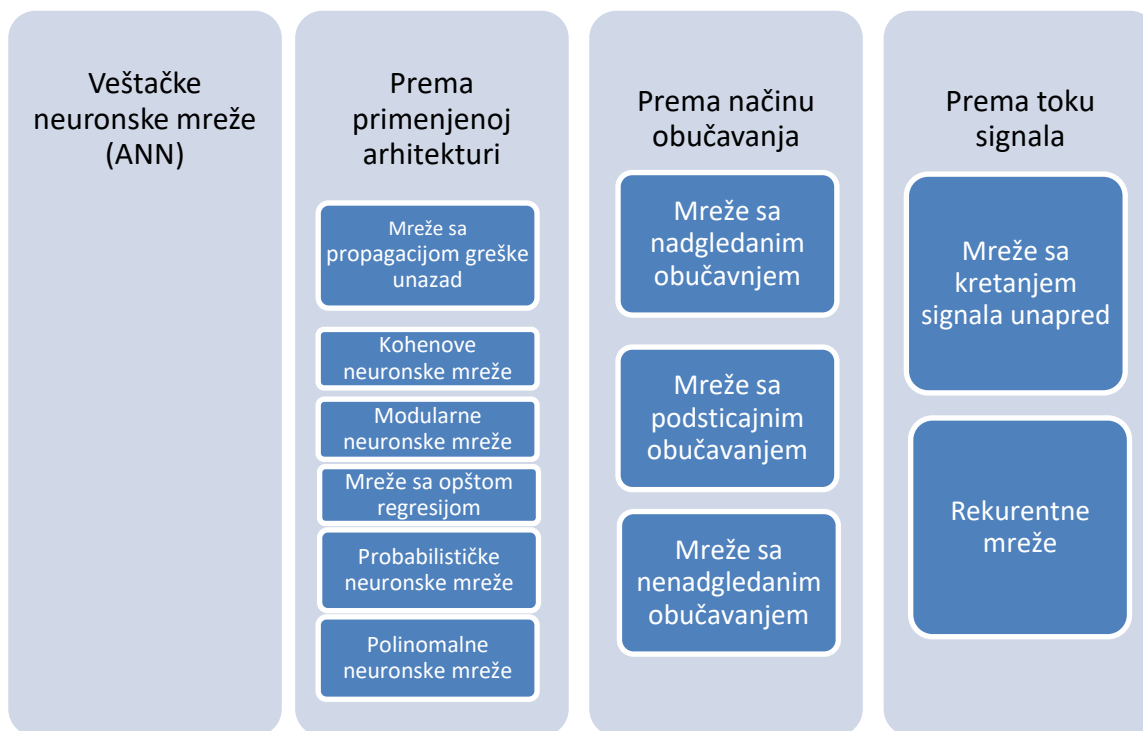 Veštačke
neuronske mreže
(ANN)
Prema
primenjenoj
arhitekturi
Mreže sa
propagacijom greške
unazad
Kohenove
neuronske mreže
Modularne
neuronske mreže
Mreže sa opštom
regresijom
Probabilističke
neuronske mreže
Polinomalne
neuronske mreže
Prema načinu
obučavanja
Mreže sa
nadgledanim
obučavnjem
Mreže sa
podsticajnim
obučavanjem
Mreže sa
nenadgledanim
obučavanjem
Prema toku
signala
Mreže sa
kretanjem
signala unapred
Rekurentne
mreže